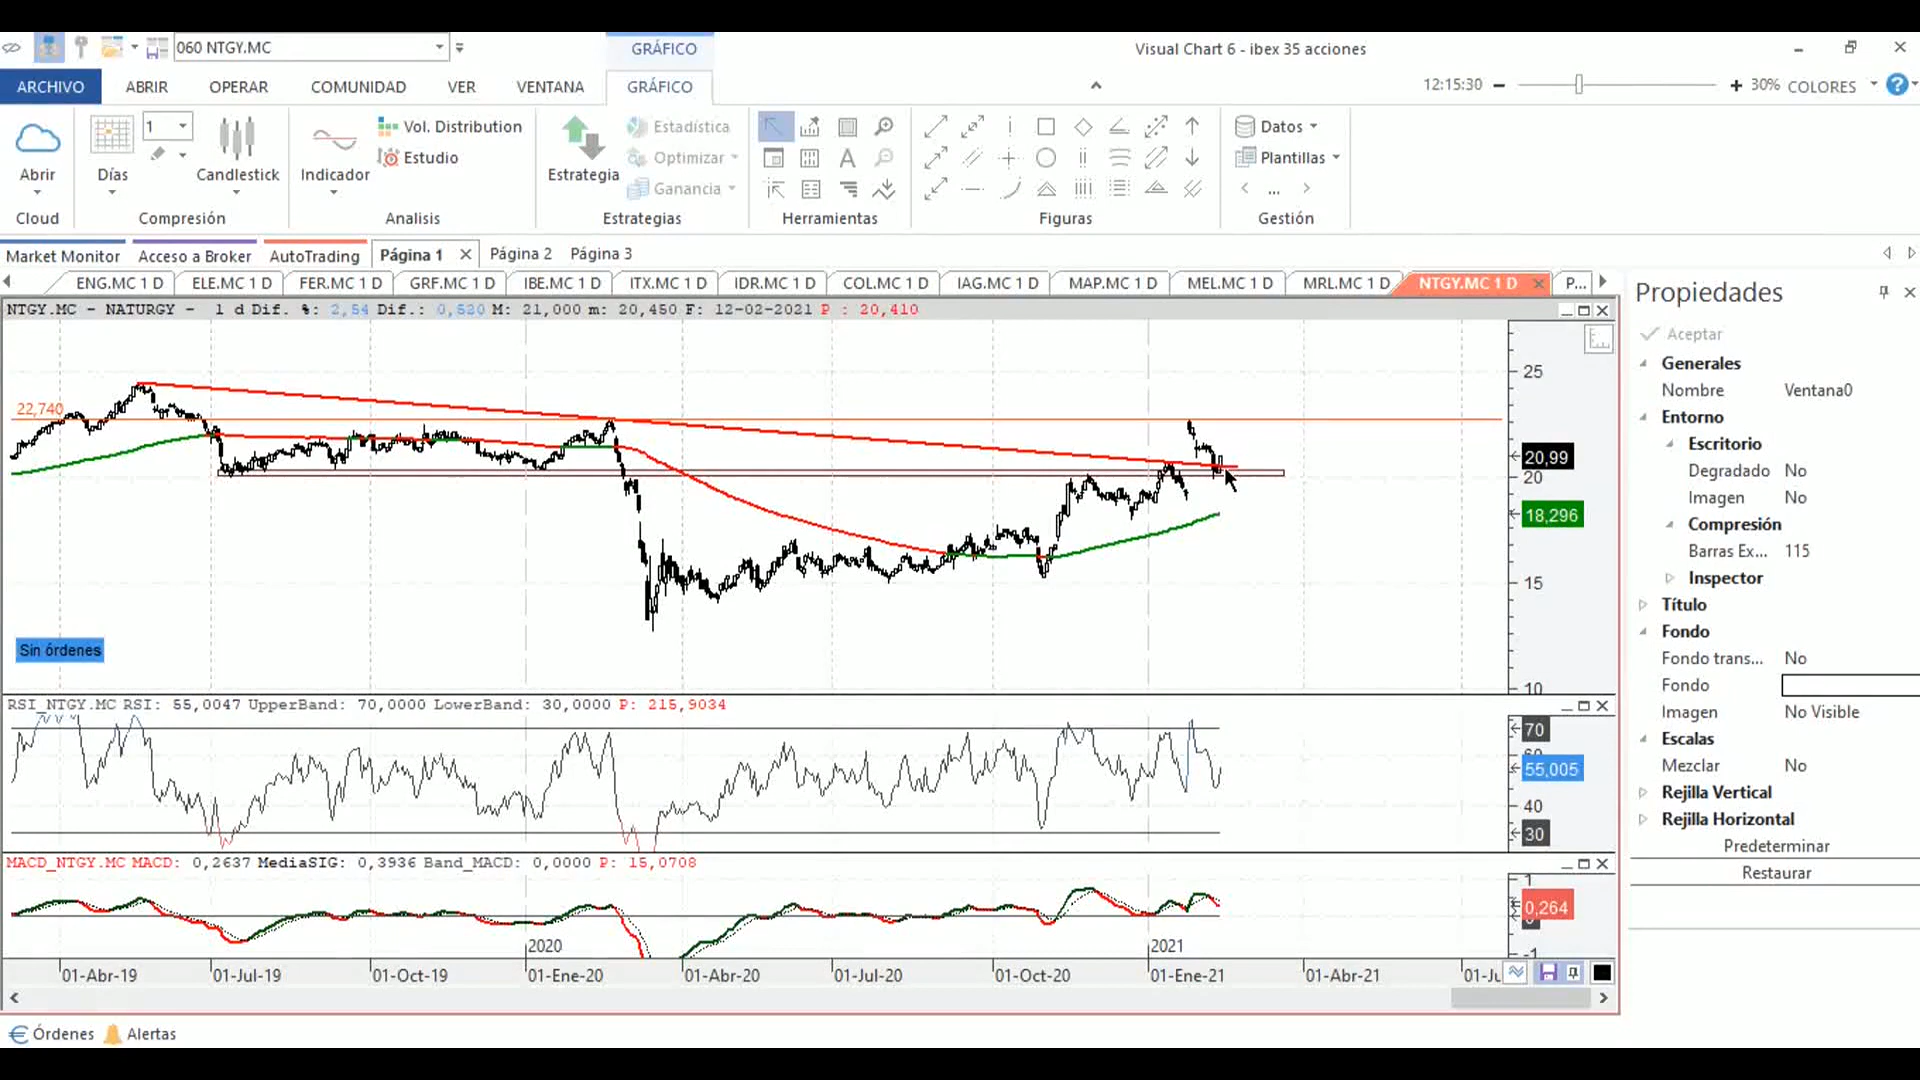 060 NTGY.MC
GRÁFICO
Visual Chart 6 - ibex 35 acciones
ARCHIVO ABRIR OPERAR COMUNIDAD VER VENTANA GRÁFICO
12:15:30 30% COLORES
1
Vol. Distribution
Estadística
Datos
Estudio
Optimizar
Plantillas
Abrir Días Candlestick Indicador Estrategia
Ganancia
...
Cloud Compresión Analisis Estrategias Herramientas Figuras Gestión
Market Monitor Acceso a Broker AutoTrading Página 1 Página 2 Página 3
ENG.MC 1 D ELE.MC 1 D FER.MC 1 D GRF.MC 1 D IBE.MC 1 D ITX.MC 1 D IDR.MC 1 D COL.MC 1 D IAG.MC 1 D MAP.MC 1 D MEL.MC 1 D MRL.MC 1 D NTGY.MC 1 D P...
NTGY.MC - NATURGY - 1 d Dif. %: 2,54 Dif.: 0,520 M: 21,000 m: 20,450 F: 12-02-2021 P : 20,410
22,740
25
20,99
20
18,296
15
10
Sin órdenes
RSI_NTGY.MC RSI: 55,0047 UpperBand: 70,0000 LowerBand: 30,0000 P: 215,9034
70
60
55,005
40
30
MACD_NTGY.MC MACD: 0,2637 MediaSIG: 0,3936 Band_MACD: 0,0000 P: 15,0708
1
0,264
-1
2020 2021
01-Abr-19 01-Jul-19 01-Oct-19 01-Ene-20 01-Abr-20 01-Jul-20 01-Oct-20 01-Ene-21 01-Abr-21 01-Ju
Órdenes Alertas
Propiedades
Aceptar
Generales
Nombre Ventana0
Entorno
Escritorio
Degradado No
Imagen No
Compresión
Barras Ex... 115
Inspector
Título
Fondo
Fondo trans... No
Fondo
Imagen No Visible
Escalas
Mezclar No
Rejilla Vertical
Rejilla Horizontal
Predeterminar
Restaurar